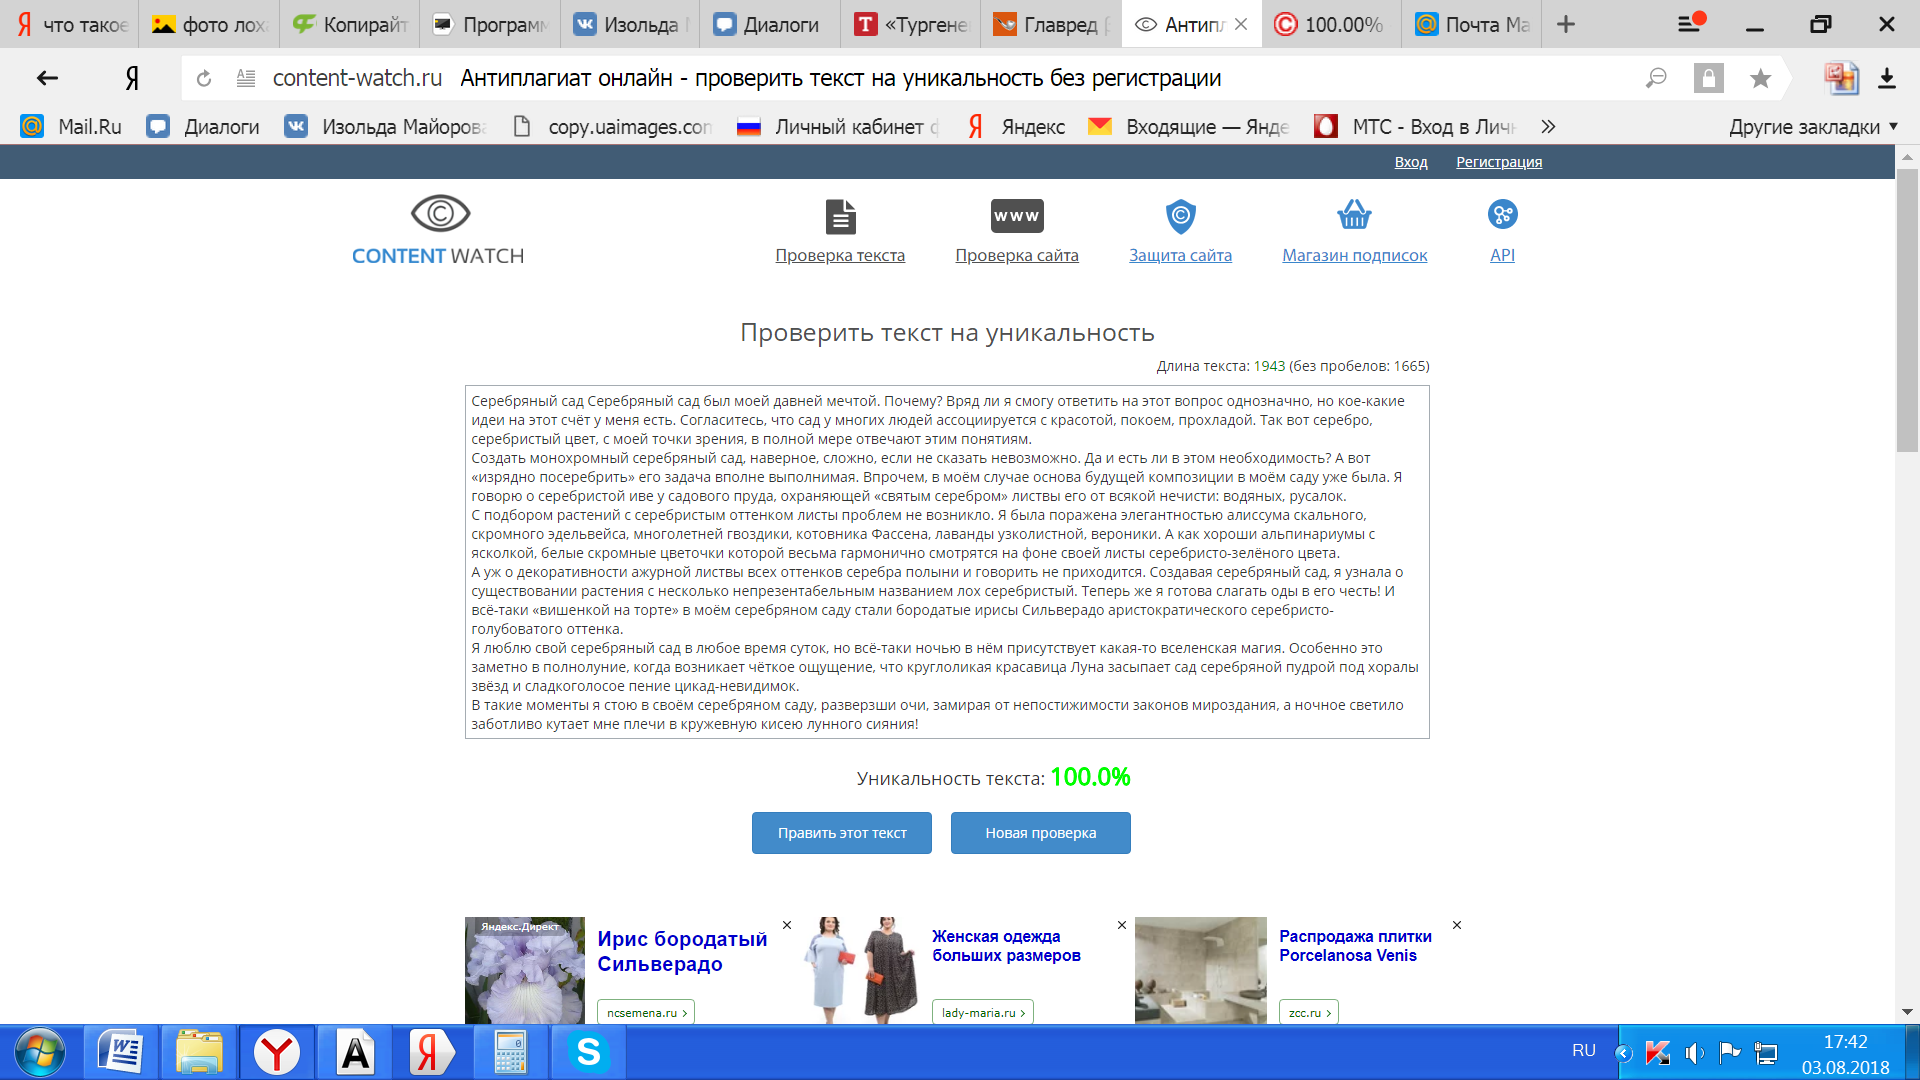 что такое
фото лоха
Копирайт
Программ
Изольда М
Диалоги
«Тургене
Главред
Антипл
100.00%
Почта Ма
content-watch.ru Антиплагиат онлайн - проверить текст на уникальность без регистрации
Mail.Ru
Диалоги
Изольда Майорова
copy.uaimages.com
Личный кабинет
Яндекс
Входящие — Янде
МТС - Вход в Личн
Другие закладки
Вход Регистрация
CONTENT WATCH
www
Проверка текста
Проверка сайта
Защита сайта
Магазин подписок
API
Проверить текст на уникальность
Длина текста: 1943 (без пробелов: 1665)
Серебряный сад Серебряный сад был моей давней мечтой. Почему? Вряд ли я смогу ответить на этот вопрос однозначно, но кое-какие
идеи на этот счёт у меня есть. Согласитесь, что сад у многих людей ассоциируется с красотой, покоем, прохладой. Так вот серебро,
серебристый цвет, с моей точки зрения, в полной мере отвечают этим понятиям.
Создать монохромный серебряный сад, наверное, сложно, если не сказать невозможно. Да и есть ли в этом необходимость? А вот
«изрядно посеребрить» его задача вполне выполнимая. Впрочем, в моём случае основа будущей композиции в моём саду уже была. Я
говорю о серебристой иве у садового пруда, охраняющей «святым серебром» листвы его от всякой нечисти: водяных, русалок.
С подбором растений с серебристым оттенком листы проблем не возникло. Я была поражена элегантностью алиссума скального,
скромного эдельвейса, многолетней гвоздики, котовника Фассена, лаванды узколистной, вероники. А как хороши альпинариумы с
ясколкой, белые скромные цветочки которой весьма гармонично смотрятся на фоне своей листы серебристо-зелёного цвета.
А уж о декоративности ажурной листвы всех оттенков серебра полыни и говорить не приходится. Создавая серебряный сад, я узнала о
существовании растения с несколько непрезентабельным названием лох серебристый. Теперь же я готова слагать оды в его честь! И
всё-таки «вишенкой на торте» в моём серебряном саду стали бородатые ирисы Сильверадо аристократического серебристо-
голубоватого оттенка.
Я люблю свой серебряный сад в любое время суток, но всё-таки ночью в нём присутствует какая-то вселенская магия. Особенно это
заметно в полнолуние, когда возникает чёткое ощущение, что круглоликая красавица Луна засыпает сад серебряной пудрой под хоралы
звёзд и сладкоголосое пение цикад-невидимок.
В такие моменты я стою в своём серебряном саду, разверзши очи, замирая от непостижимости законов мироздания, а ночное светило
заботливо кутает мне плечи в кружевную кисею лунного сияния!
Уникальность текста: 100.0%
Править этот текст
Новая проверка
Яндекс.Директ
Ирис бородатый
Сильверадо
ncsemena.ru
Женская одежда
больших размеров
lady-maria.ru
Распродажа плитки
Porcelanosa Venis
zcc.ru
RU
17:42
03.08.2018